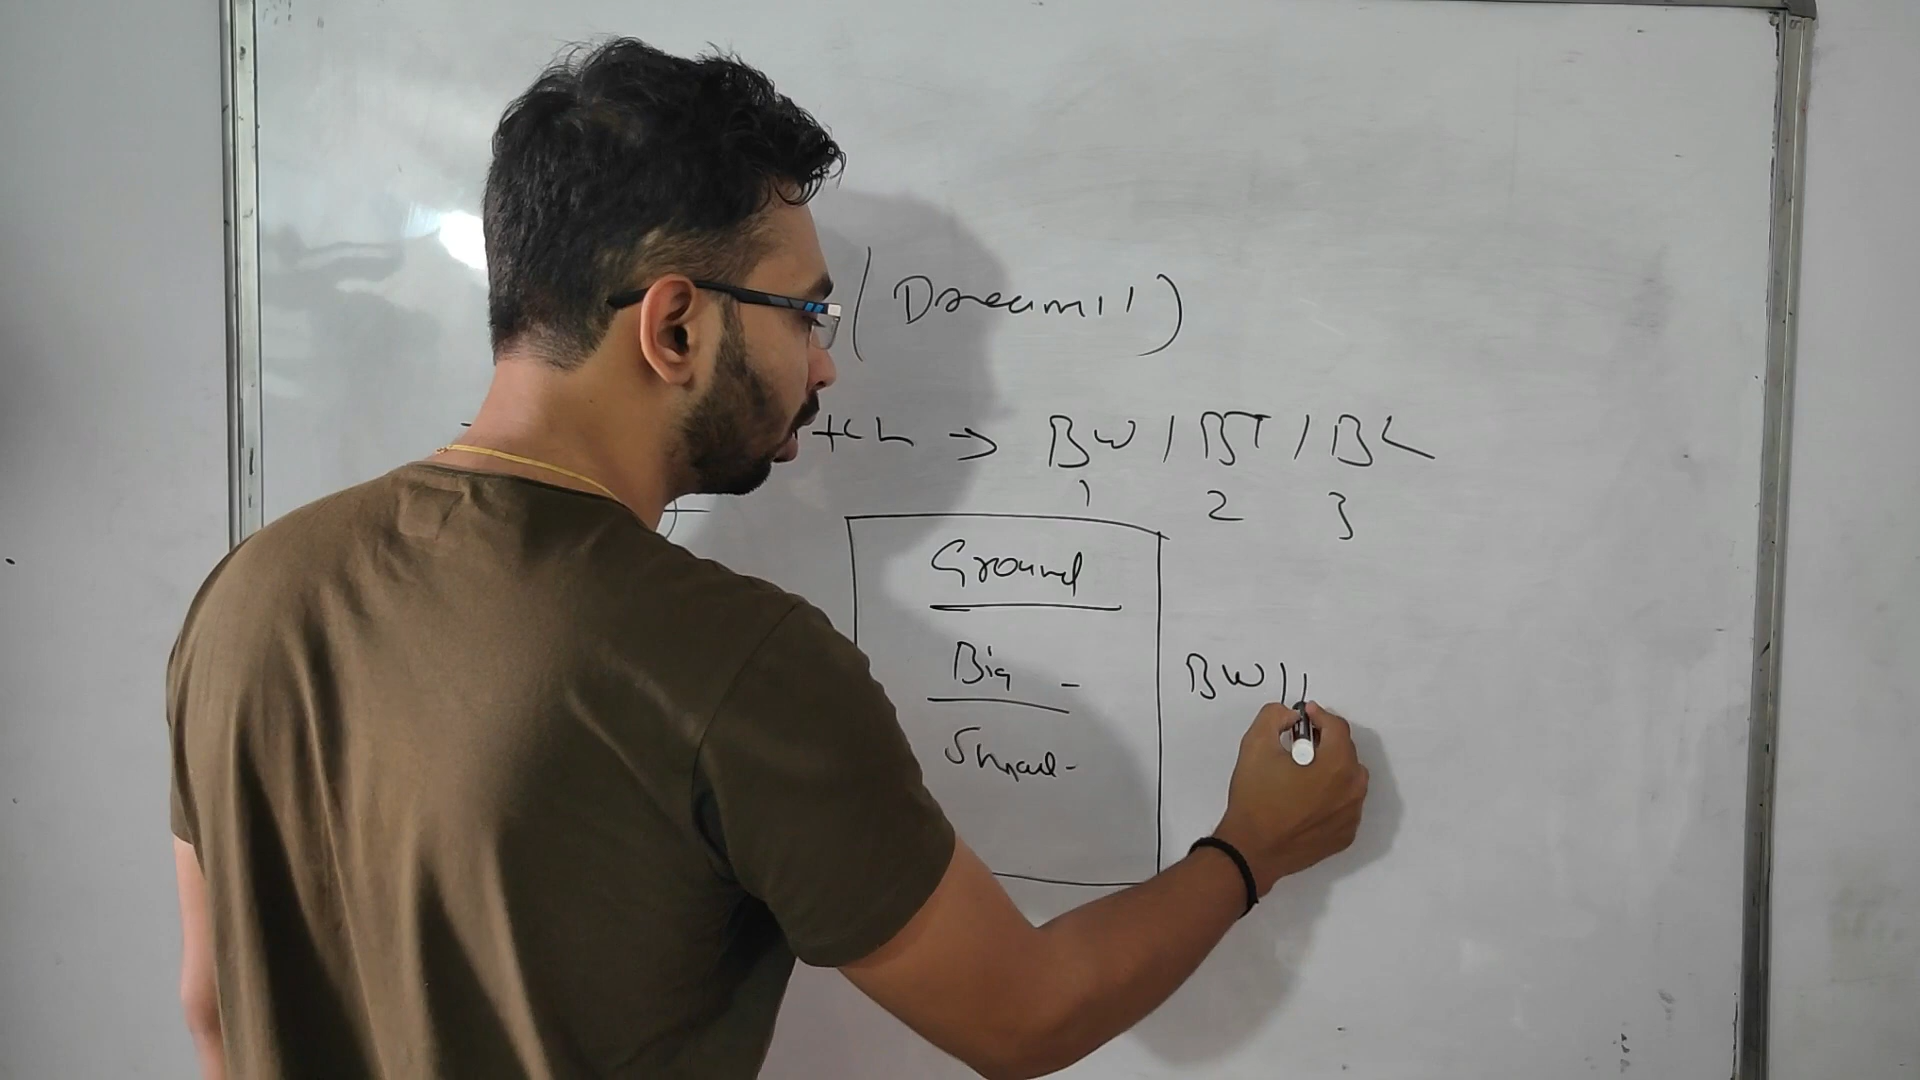 (Dream11)
→ BW / BT / BL
1 2 3
Ground
Big -
Small -
BW / /